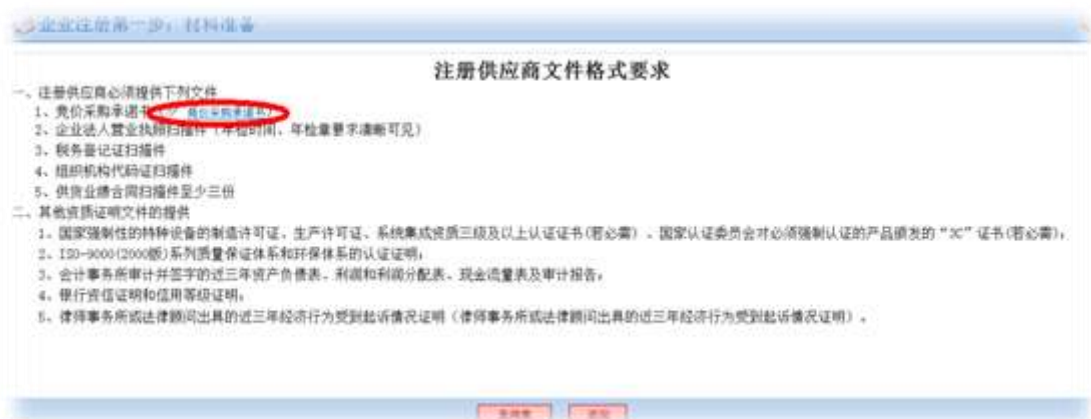 企业注册第一步：材料准备
注册供应商文件格式要求
一、注册供应商必须提供下列文件
1、竞价采购承诺书 竞价采购承诺书
2、企业法人营业执照扫描件（年检时间、年检章要求清晰可见）
3、税务登记证扫描件
4、组织机构代码证扫描件
5、供货业绩合同扫描件至少三份
二、其他资质证明文件的提供
1、国家强制性的特种设备的制造许可证、生产许可证、系统集成资质三级及以上认证证书(若必需）、国家认证委员会对必须强制认证的产品颁发的“3C”证书(若必需)；
2、ISO-9000(2000版)系列质量保证体系和环保体系的认证证明；
3、会计事务所审计并签字的近三年资产负债表、利润和利润分配表、现金流量表及审计报告；
4、银行资信证明和信用等级证明；
5、律师事务所或法律顾问出具的近三年经济行为受到起诉情况证明（律师事务所或法律顾问出具的近三年经济行为受到起诉情况证明）。